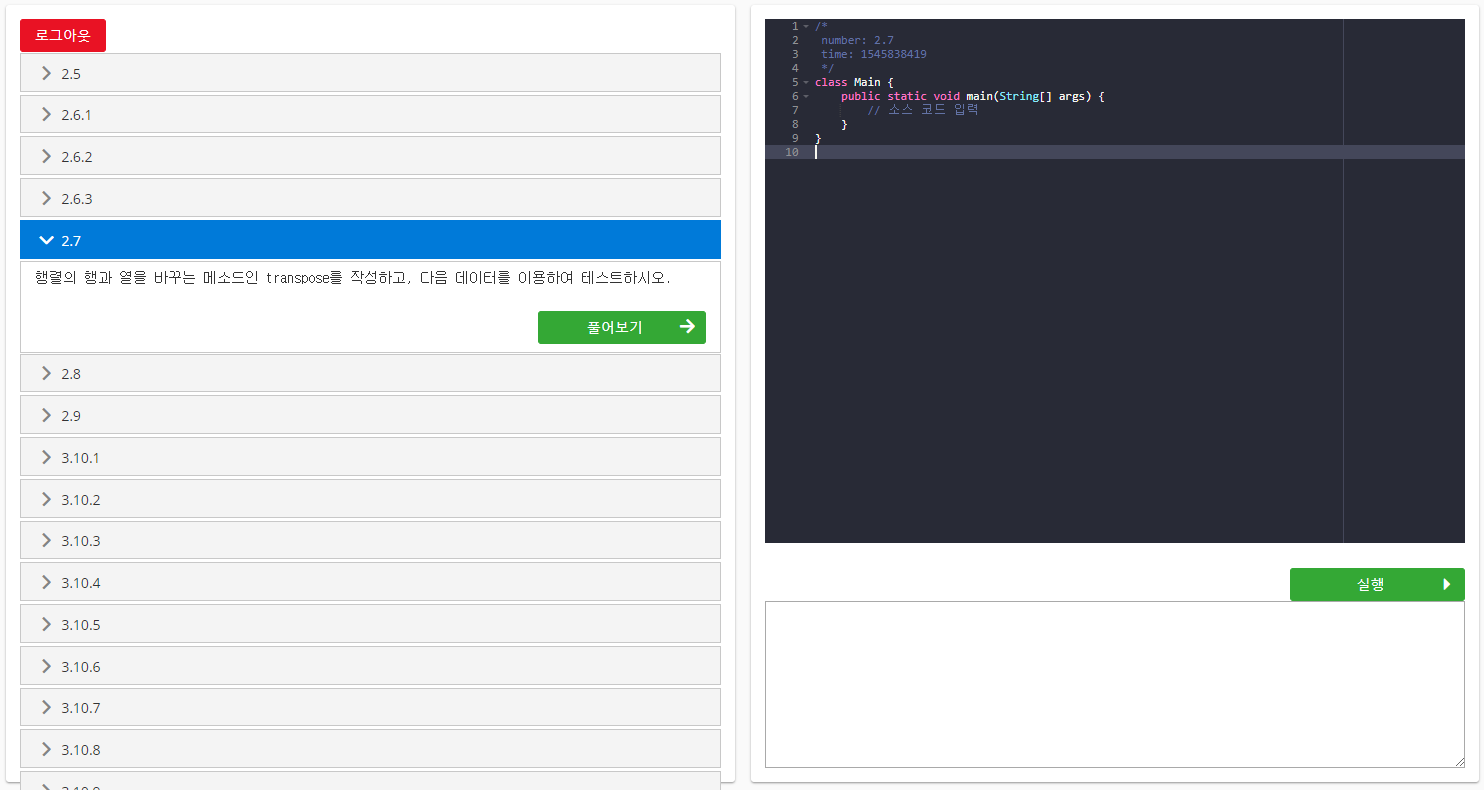 로그아웃
2.5
2.6.1
2.6.2
2.6.3
2.7
행렬의 행과 열을 바꾸는 메소드인 transpose를 작성하고, 다음 데이터를 이용하여 테스트하시오.
풀어보기
2.8
2.9
3.10.1
3.10.2
3.10.3
3.10.4
3.10.5
3.10.6
3.10.7
3.10.8
1 /*
2 number: 2.7
3 time: 1545838419
4 */
5 class Main {
6 public static void main(String[] args) {
7 // 소스 코드 입력
8 }
9 }
10
실행